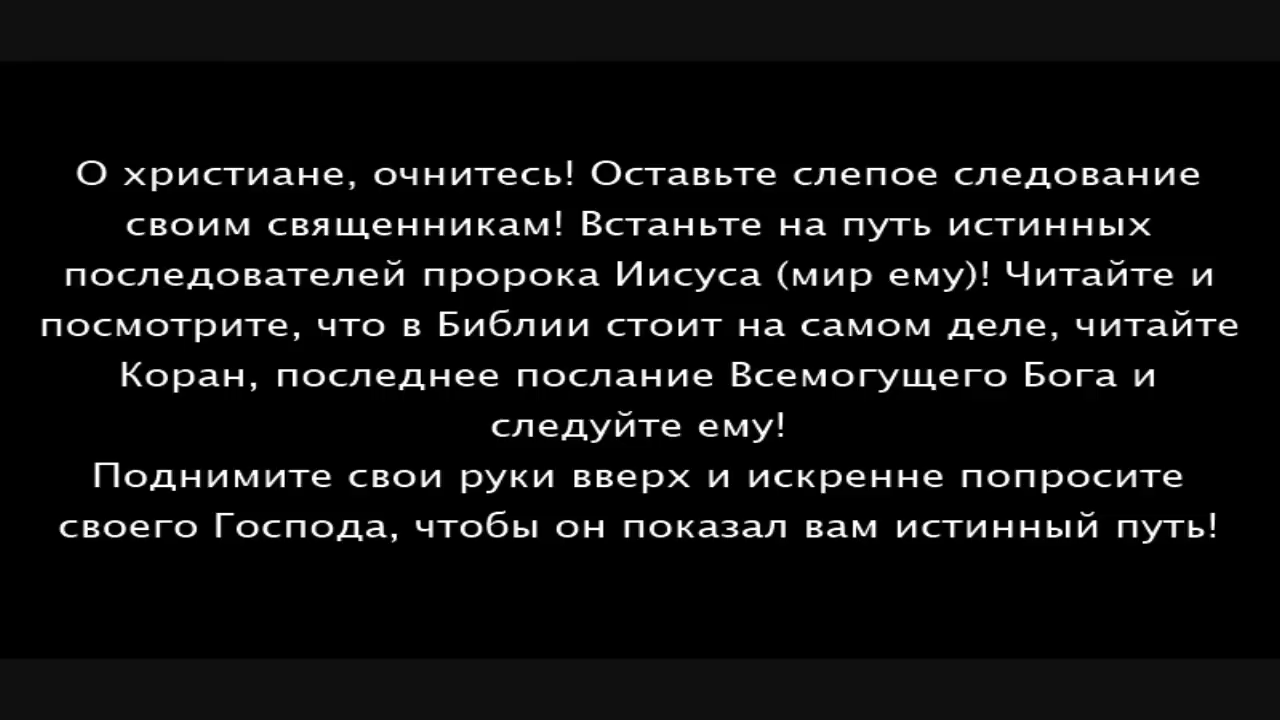 О христиане, очнитесь! Оставьте слепое следование
своим священникам! Встаньте на путь истинных
последователей пророка Иисуса (мир ему)! Читайте и
посмотрите, что в Библии стоит на самом деле, читайте
Коран, последнее послание Всемогущего Бога и
следуйте ему!
Поднимите свои руки вверх и искренне попросите
своего Господа, чтобы он показал вам истинный путь!